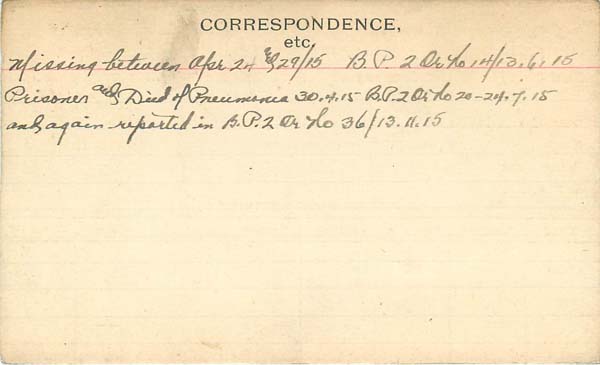 CORRESPONDENCE,
etc
Missing between Apr. 24 & 29/15 B.P. 2 Or No 14/13.6.15
Prisoner and Died of Pneumonia 30.4.15 B.P.2 Or No 20-24.7.15
and again reported in B.P.2 Or No 36/13.11.15